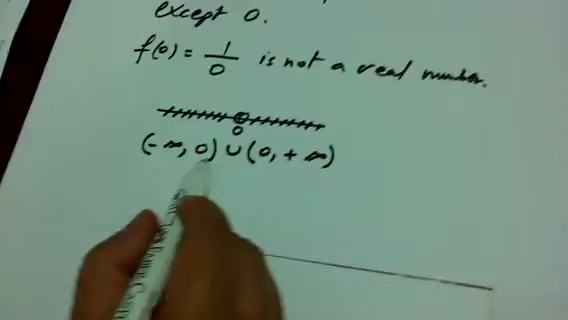 except 0.
f(0) = 1/0 is not a real number.
0
(-∞, 0) ∪ (0, +∞)